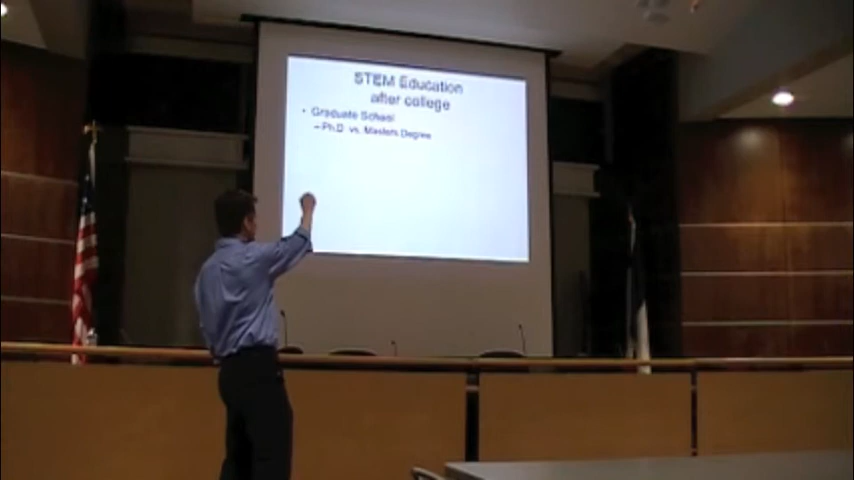 STEM Education
after college
• Graduate School
– Ph.D. vs. Masters Degree